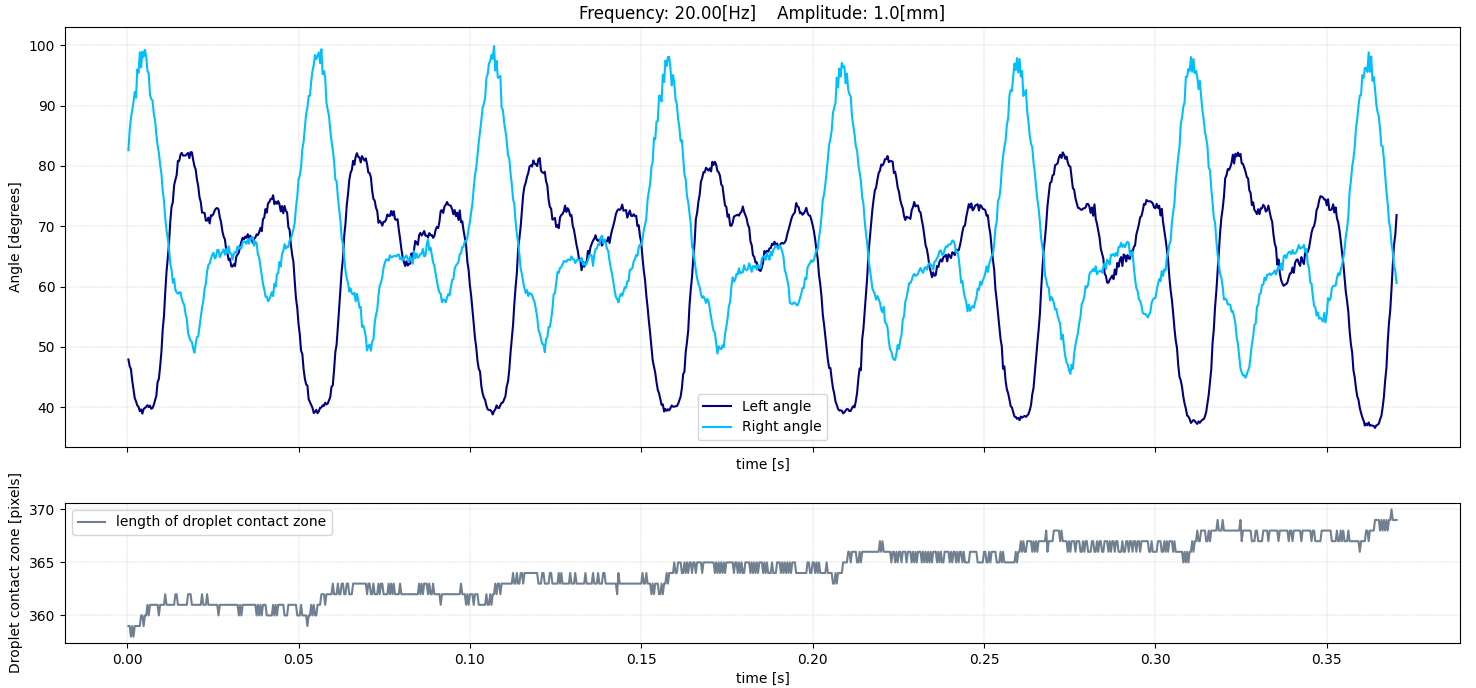 Frequency: 20.00[Hz]    Amplitude: 1.0[mm]
Angle [degrees]
100
90
80
70
60
50
40
Left angle
Right angle
time [s]
Droplet contact zone [pixels]
370
365
360
length of droplet contact zone
0.00 0.05 0.10 0.15 0.20 0.25 0.30 0.35
time [s]